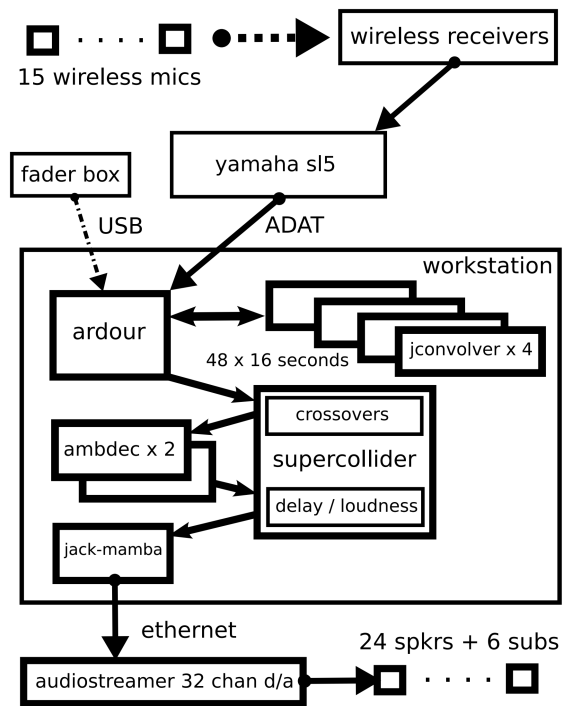 wireless receivers
15 wireless mics
yamaha sl5
fader box
USB
ADAT
workstation
ardour
jconvolver x 4
48 x 16 seconds
crossovers
ambdec x 2
supercollider
delay / loudness
jack-mamba
ethernet
24 spkrs + 6 subs
audiostreamer 32 chan d/a